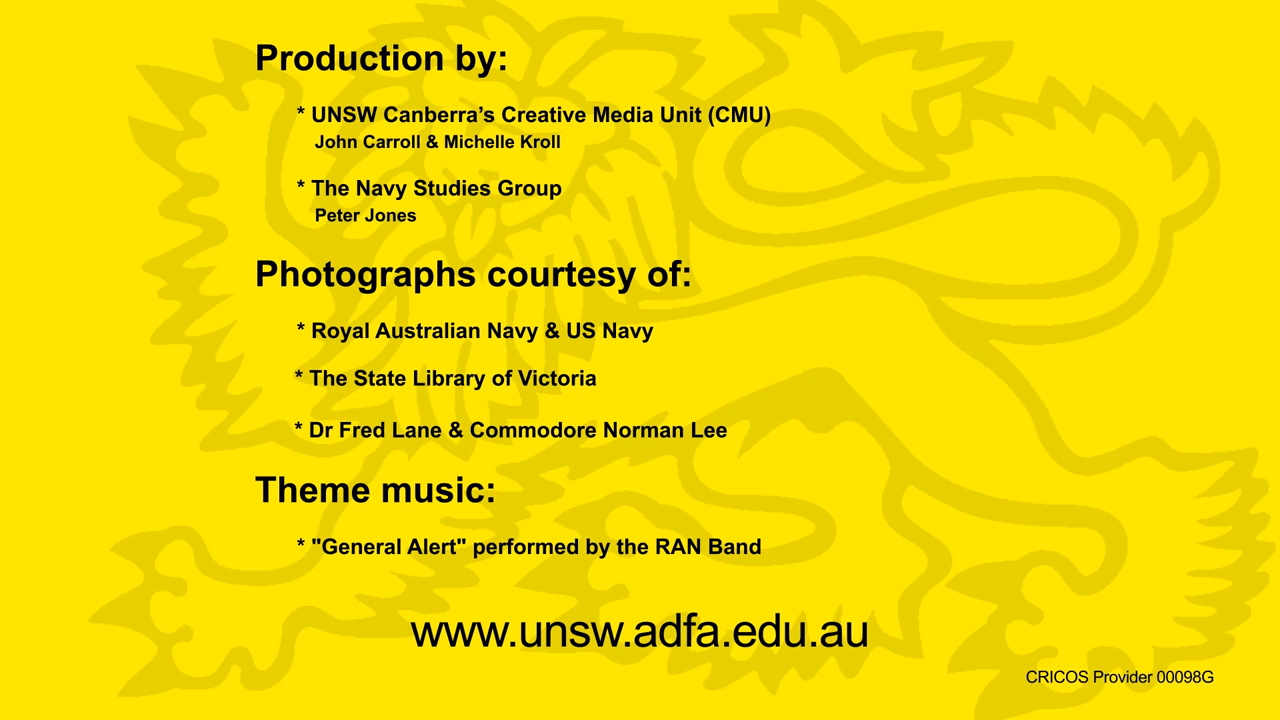 Production by:
* UNSW Canberra’s Creative Media Unit (CMU)
John Carroll & Michelle Kroll
* The Navy Studies Group
Peter Jones
Photographs courtesy of:
* Royal Australian Navy & US Navy
* The State Library of Victoria
* Dr Fred Lane & Commodore Norman Lee
Theme music:
* "General Alert" performed by the RAN Band
www.unsw.adfa.edu.au
CRICOS Provider 00098G